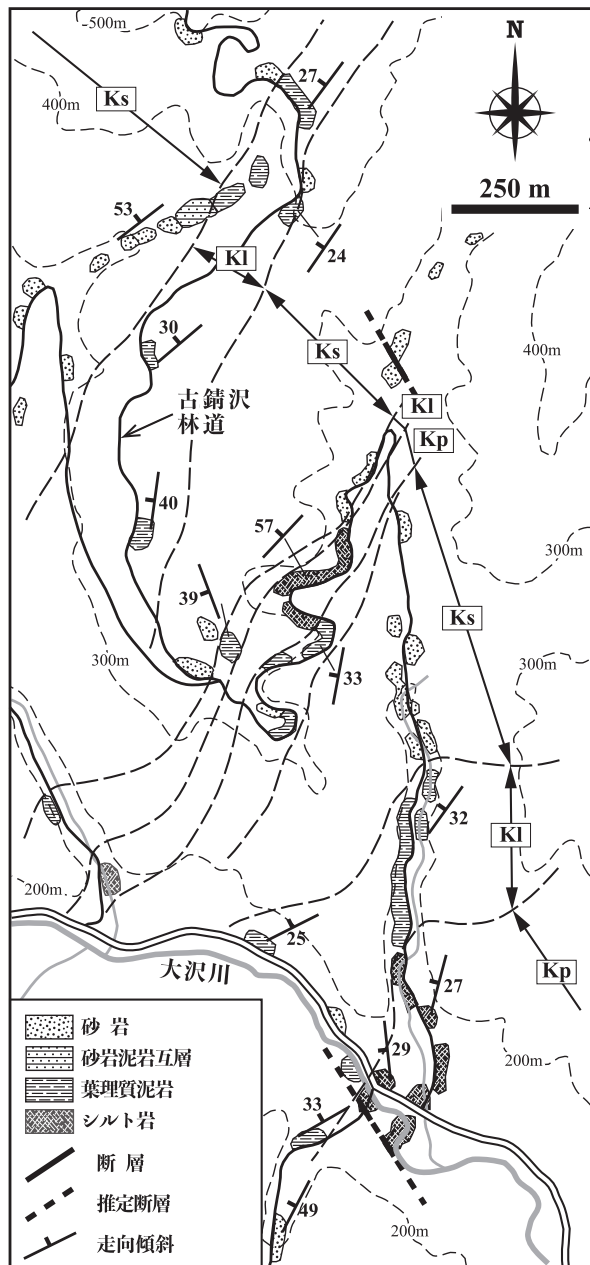 500m
N
27
Ks
400m
250 m
53
24
Kl
30
Ks
400m
古錆沢
林道
Kl
Kp
40
57
300m
39
Ks
300m
33
300m
32
Kl
200m
25
大沢川
27
Kp
29
200m
33
49
200m
砂 岩
砂岩泥岩互層
葉理質泥岩
シルト岩
断 層
推定断層
走向傾斜